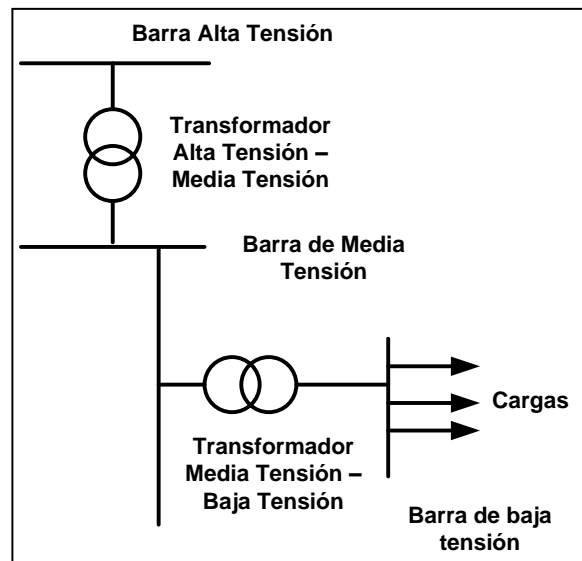 Barra Alta Tensión
Transformador
Alta Tensión –
Media Tensión
Barra de Media
Tensión
Cargas
Transformador
Media Tensión –
Baja Tensión
Barra de baja
tensión